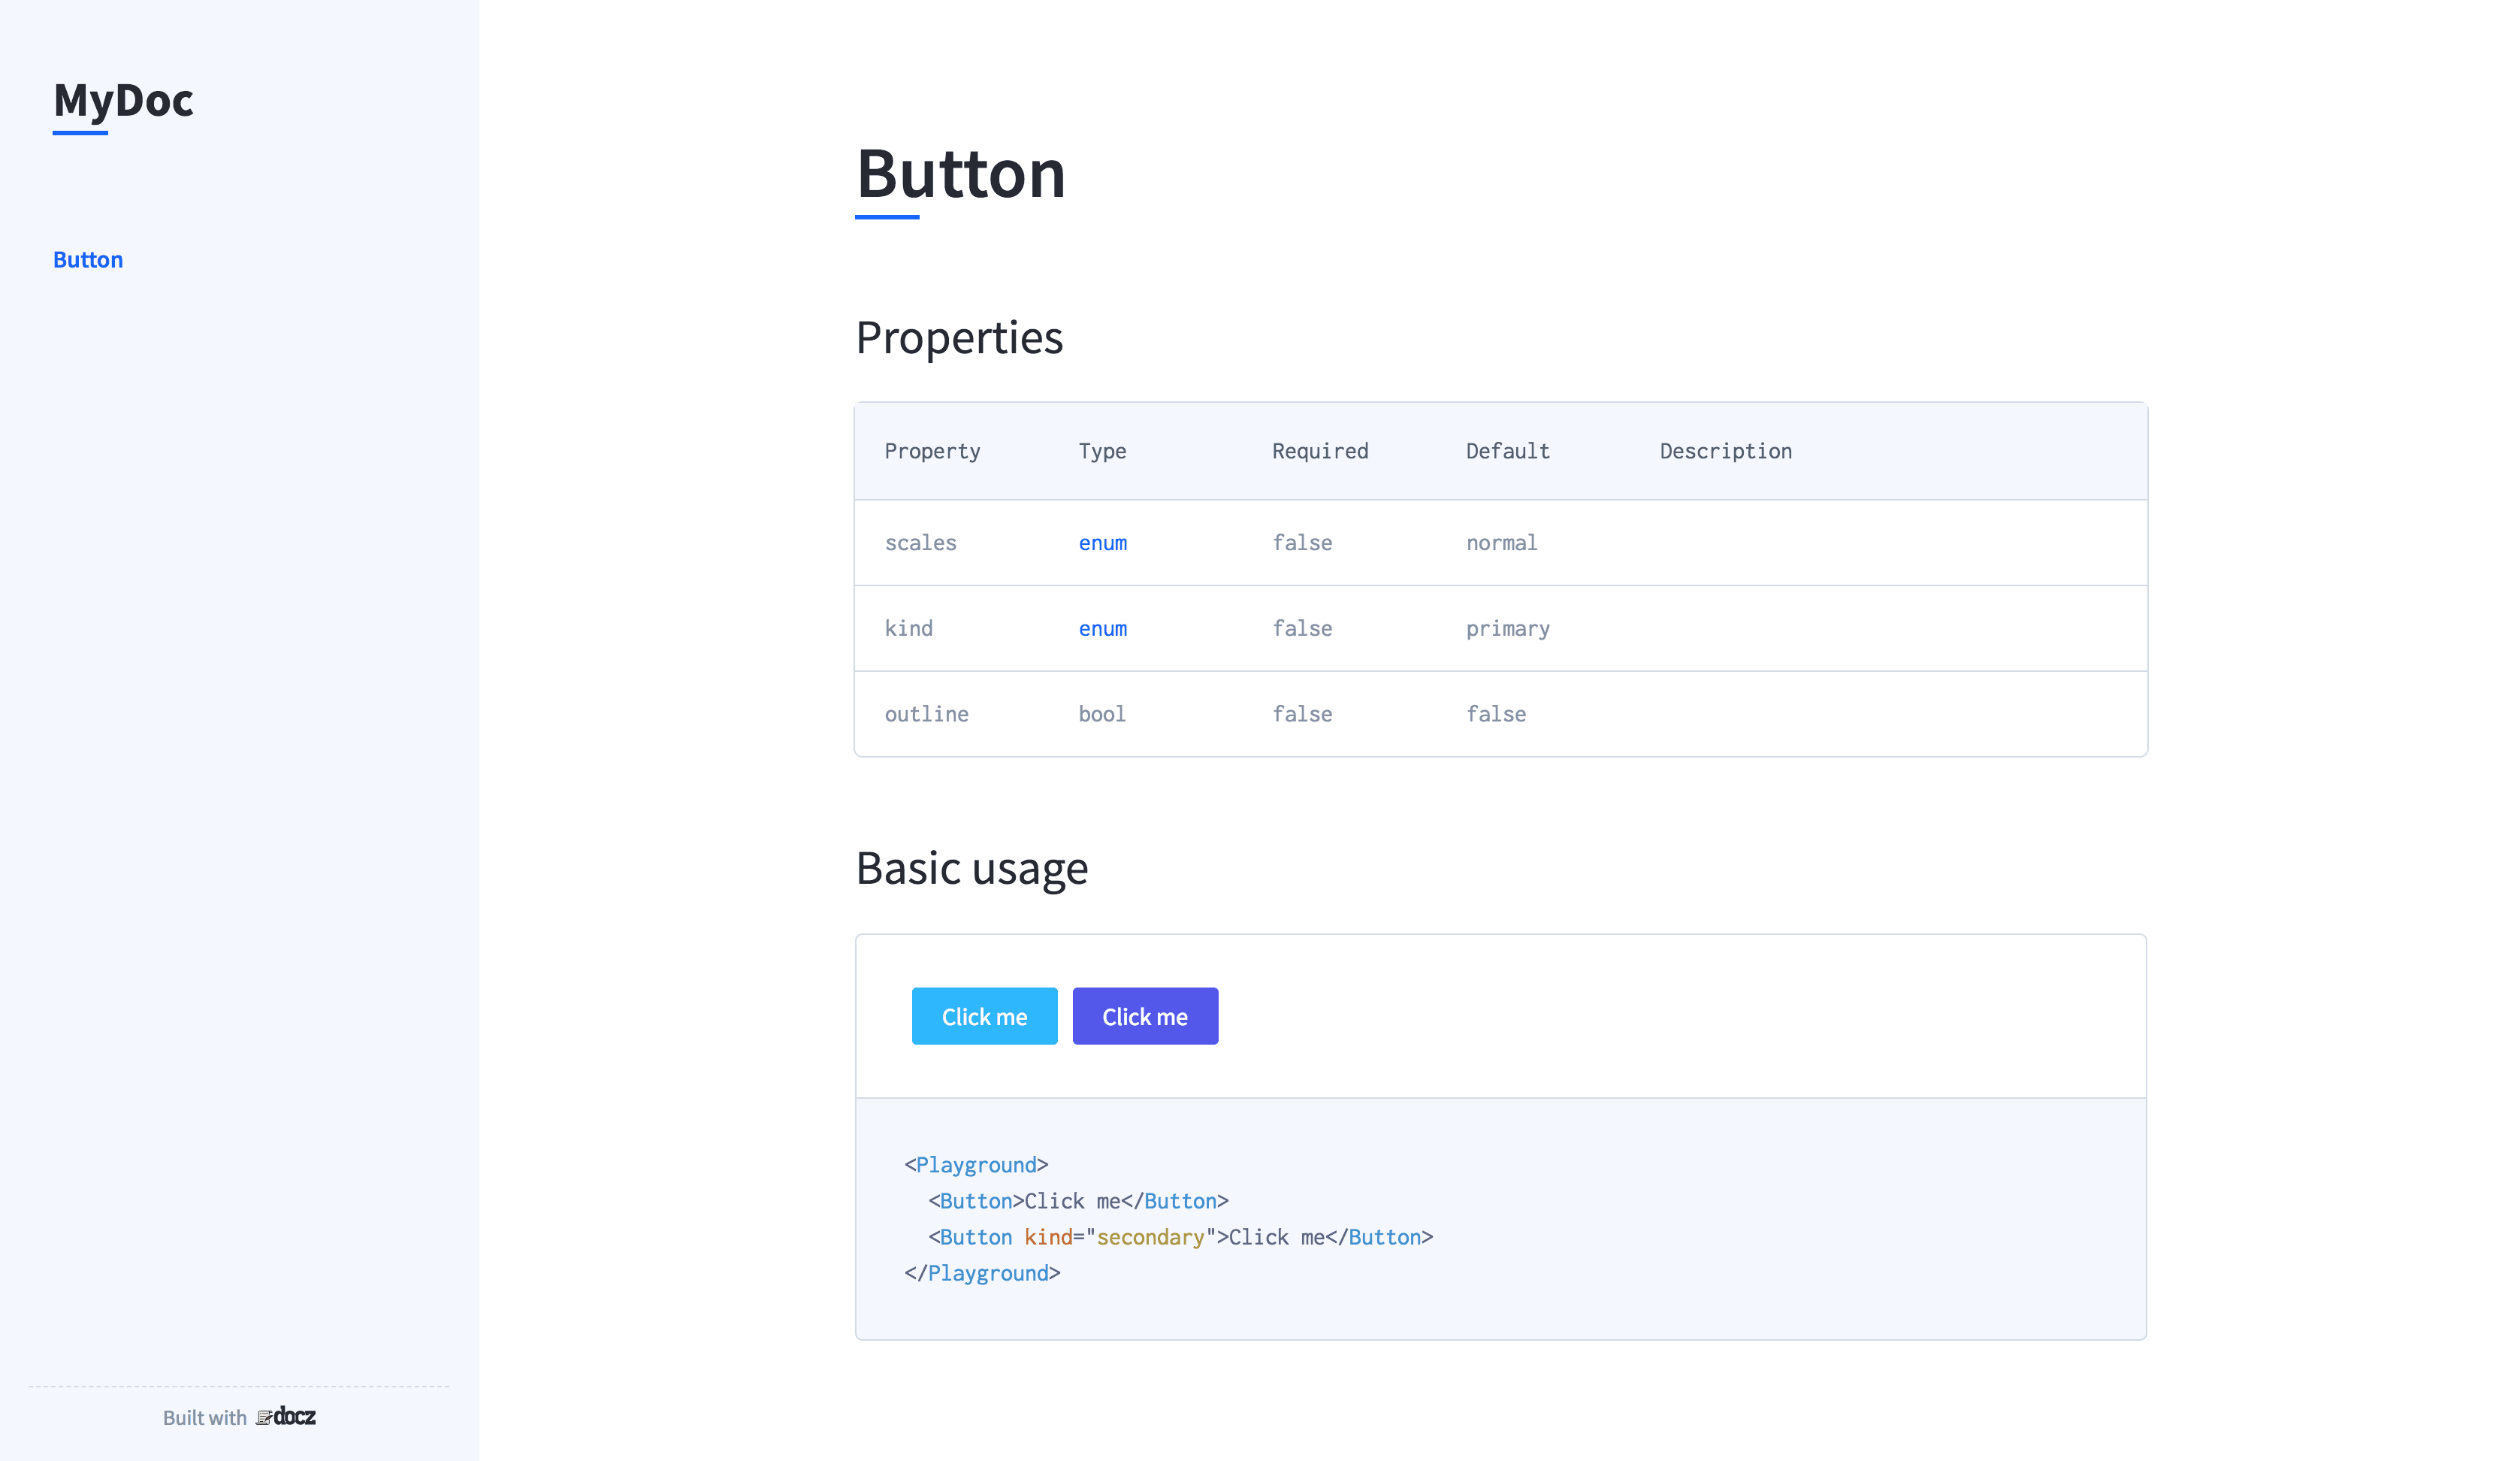 MyDoc
Button
Built with docz
Button
Properties
Property Type Required Default Description
scales enum false normal
kind enum false primary
outline bool false false
Basic usage
Click me Click me
<Playground>
  <Button>Click me</Button>
  <Button kind="secondary">Click me</Button>
</Playground>